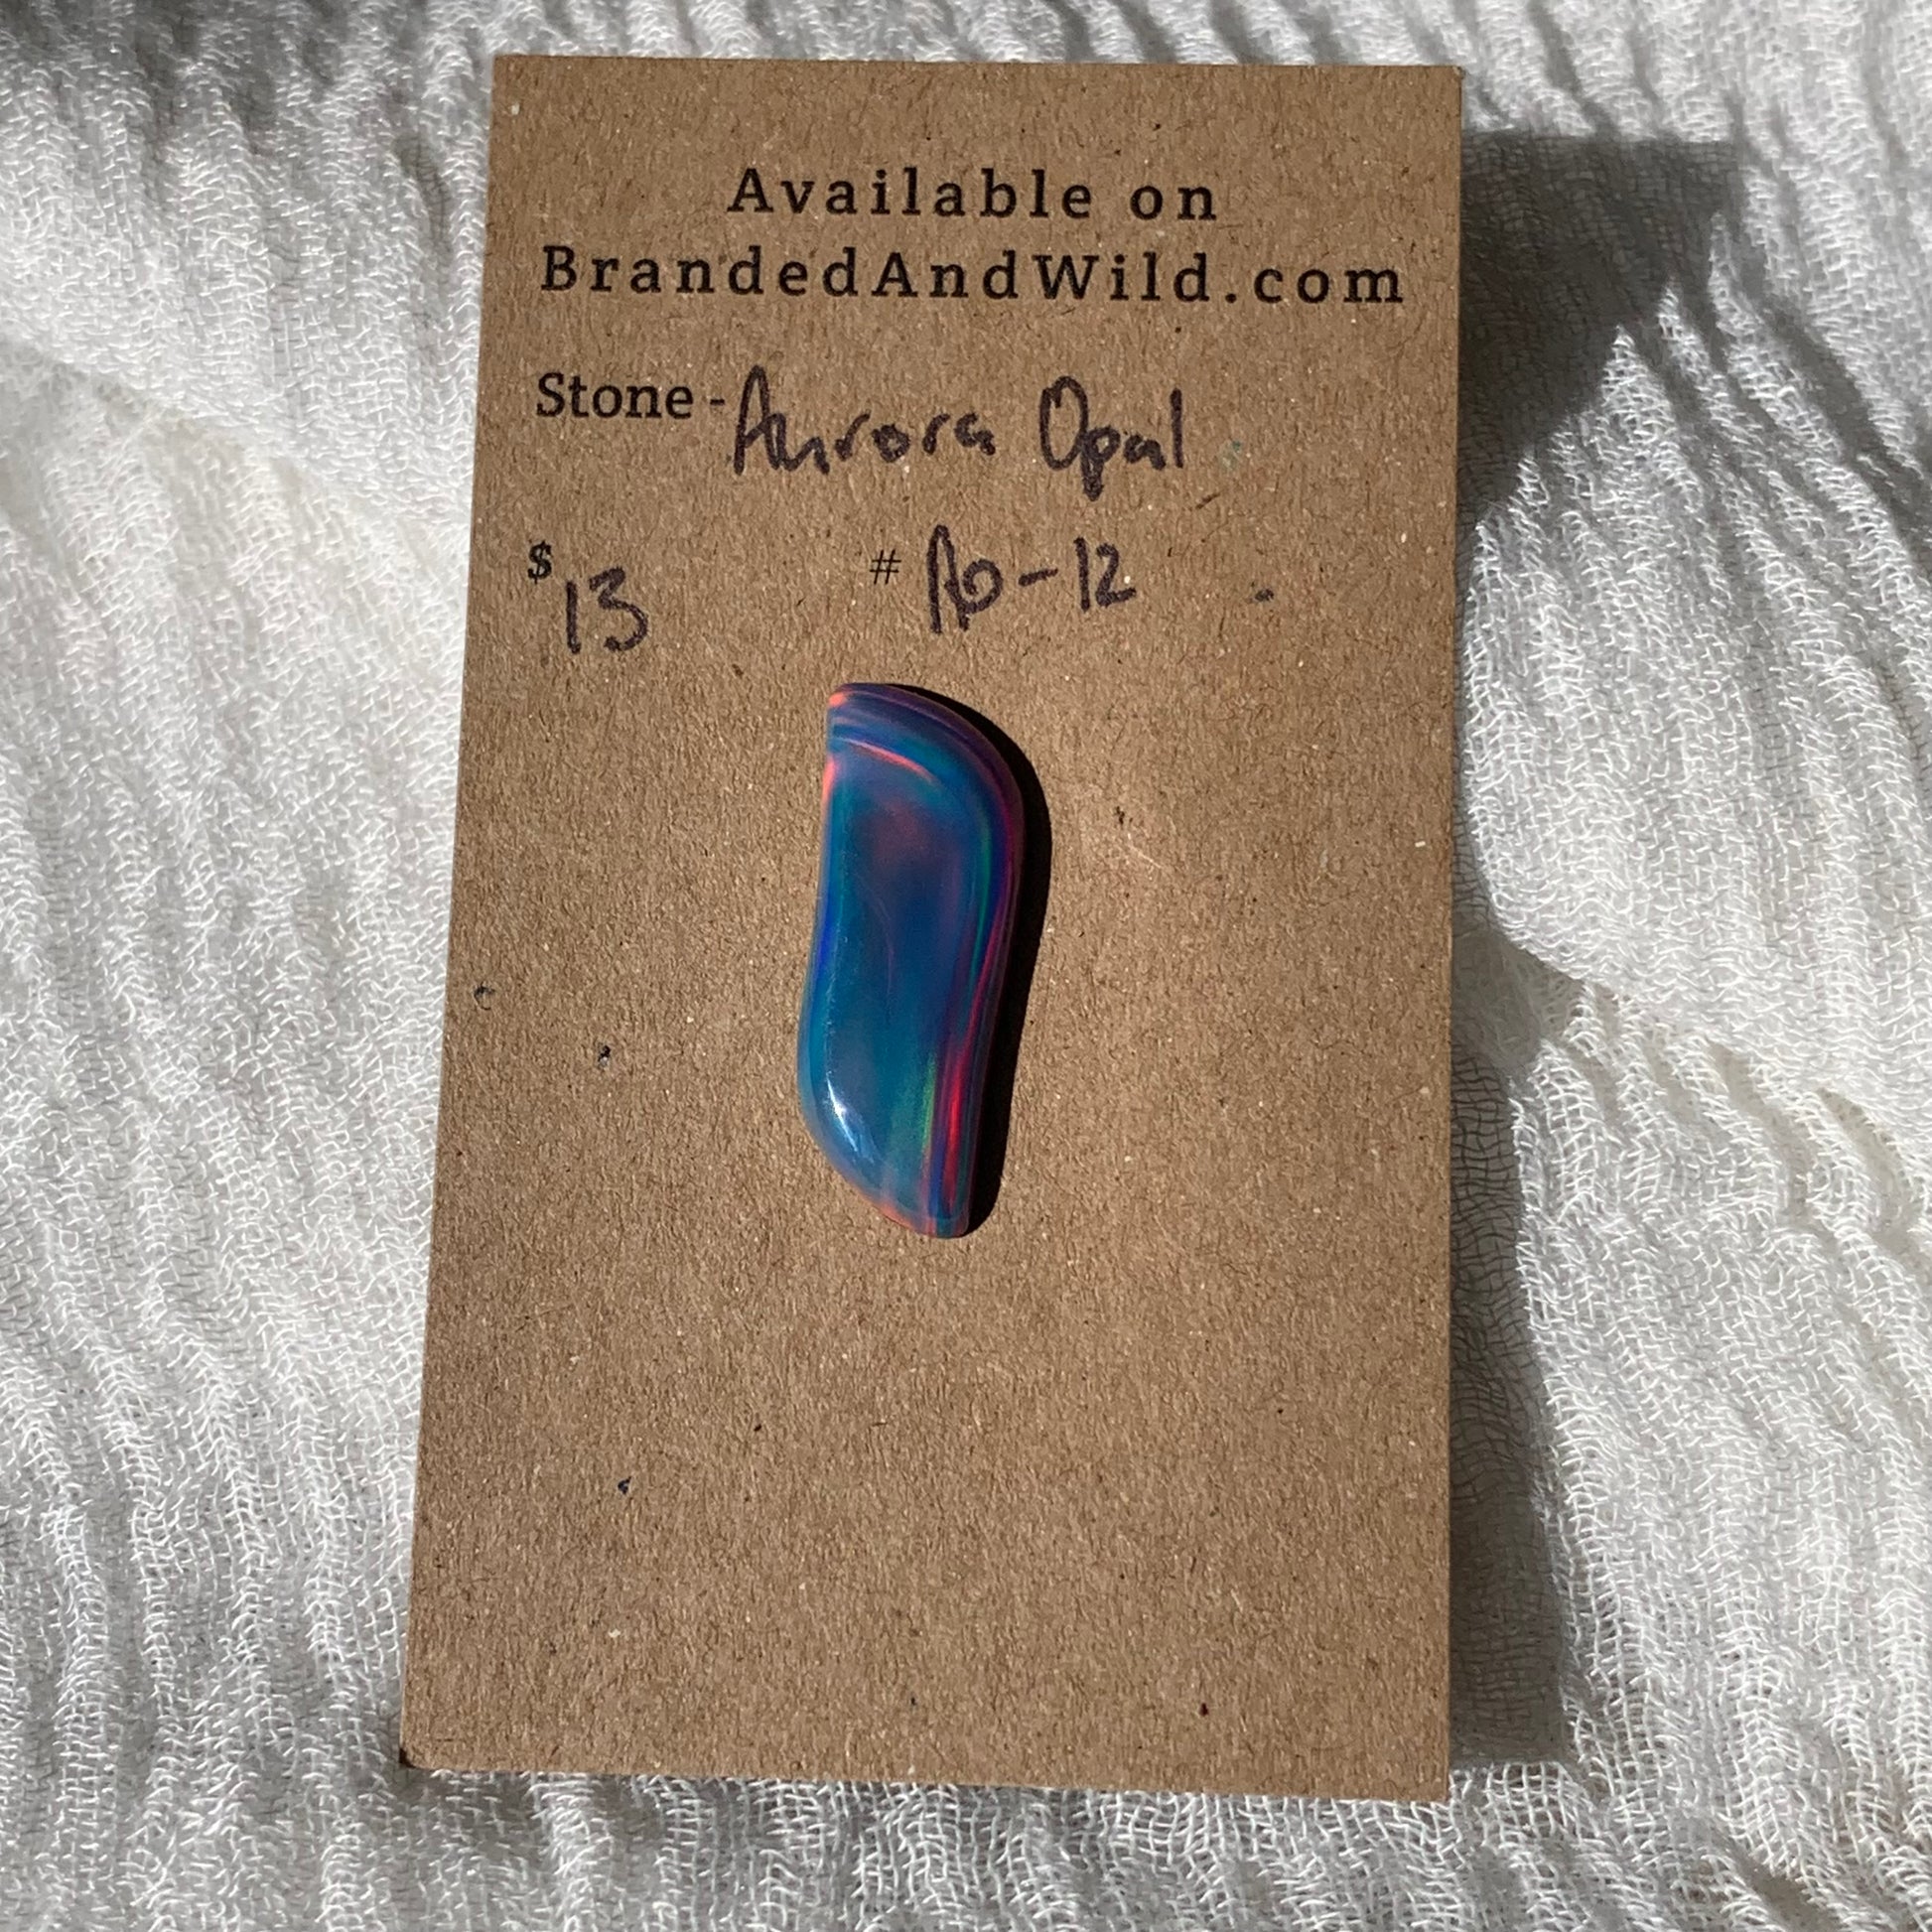 Available on
BrandedAndWild.com
Stone - Aurora Opal
$13 # AO-12